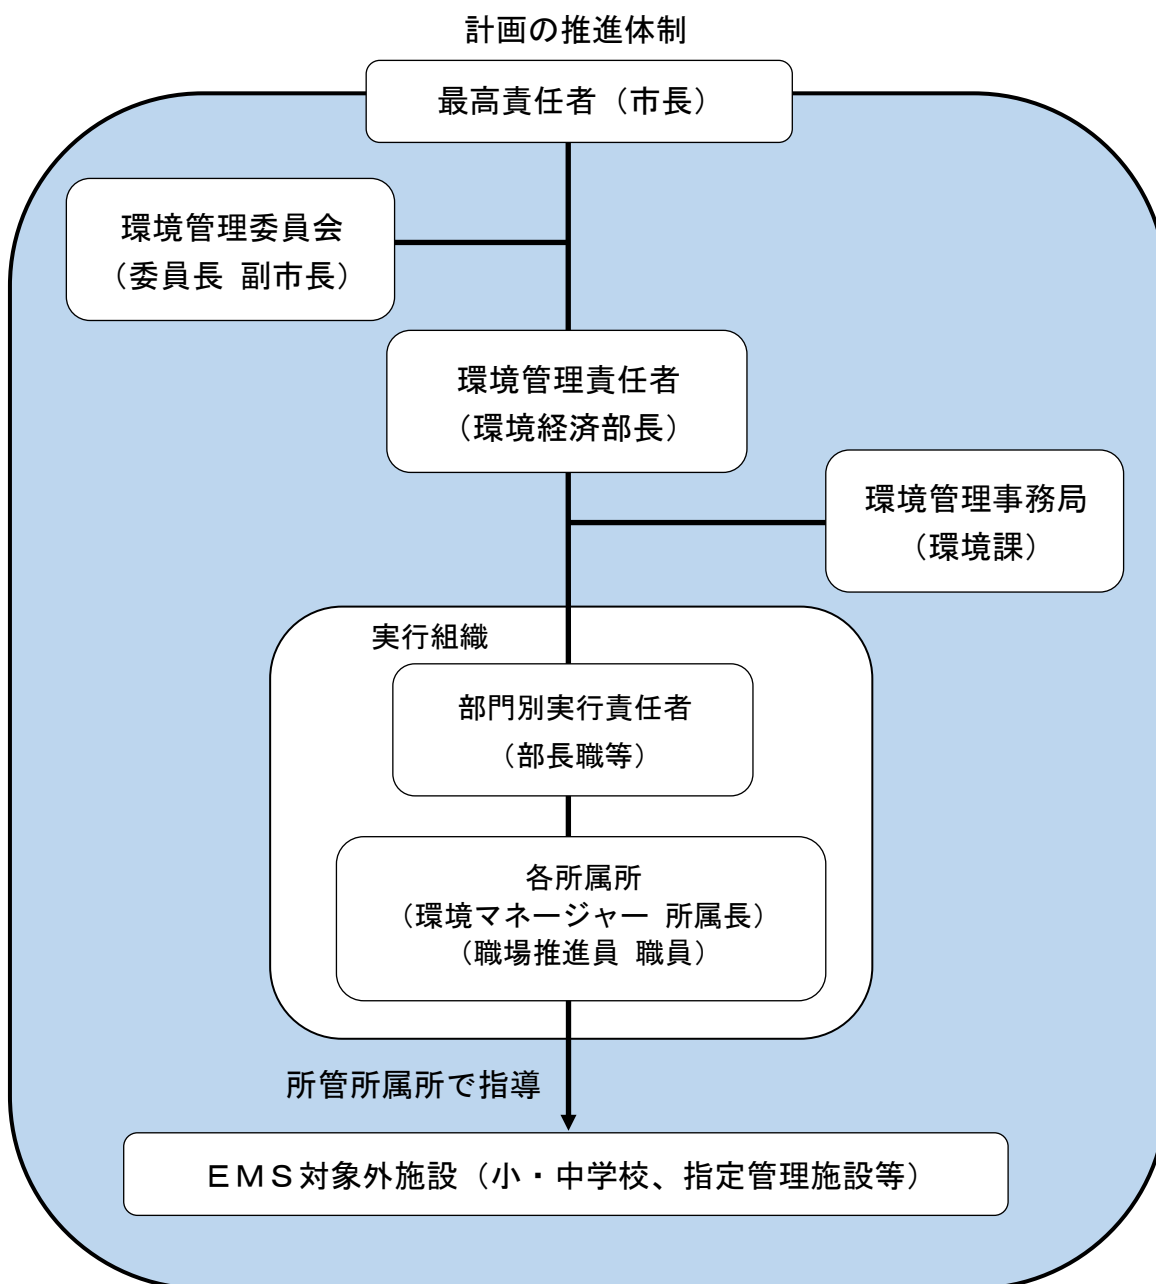 計画の推進体制
最高責任者（市長）
環境管理委員会
（委員長 副市長）
環境管理責任者
（環境経済部長）
環境管理事務局
（環境課）
実行組織
部門別実行責任者
（部長職等）
各所属所
（環境マネージャー 所属長）
（職場推進員 職員）
所管所属所で指導
ＥＭＳ対象外施設（小・中学校、指定管理施設等）